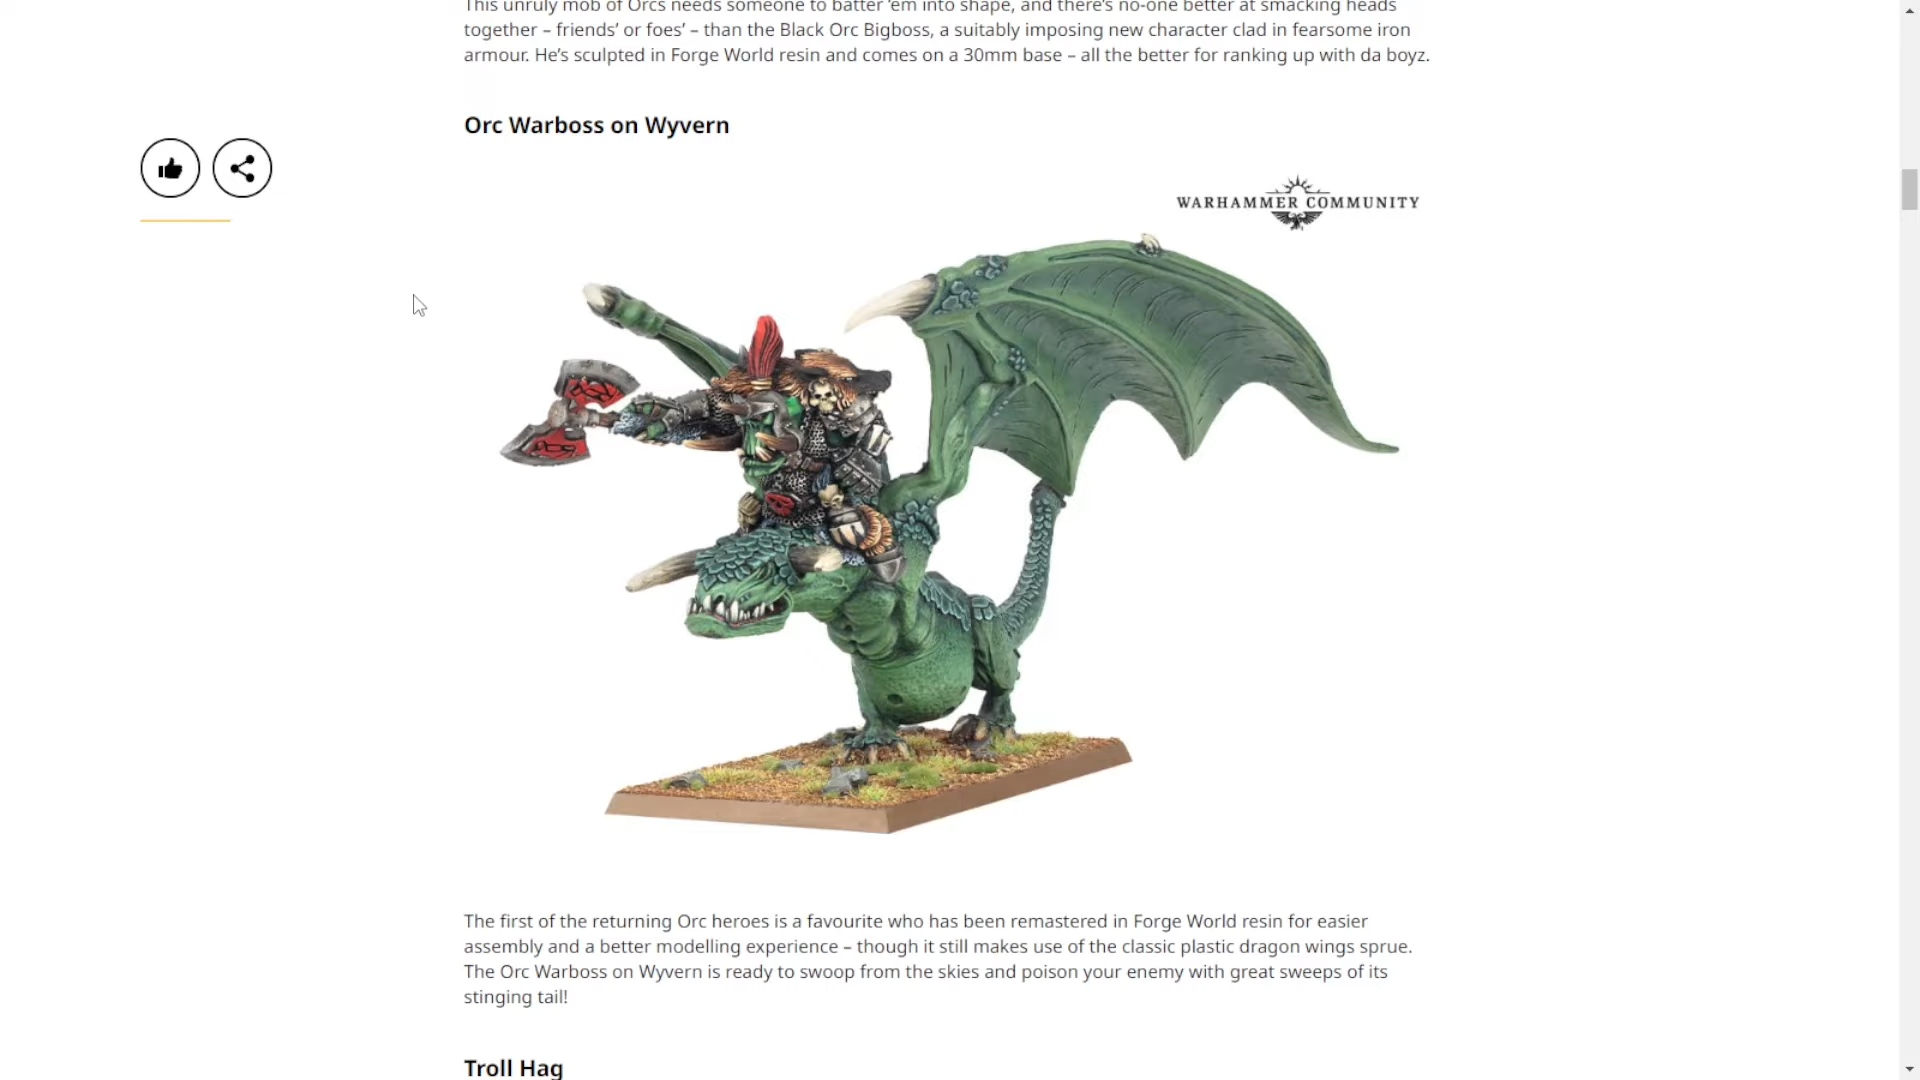 This unruly mob of Orcs needs someone to batter 'em into shape, and there's no-one better at smacking heads
together – friends' or foes' – than the Black Orc Bigboss, a suitably imposing new character clad in fearsome iron
armour. He's sculpted in Forge World resin and comes on a 30mm base – all the better for ranking up with da boyz.
Orc Warboss on Wyvern
WARHAMMER COMMUNITY
The first of the returning Orc heroes is a favourite who has been remastered in Forge World resin for easier
assembly and a better modelling experience – though it still makes use of the classic plastic dragon wings sprue.
The Orc Warboss on Wyvern is ready to swoop from the skies and poison your enemy with great sweeps of its
stinging tail!
Troll Hag